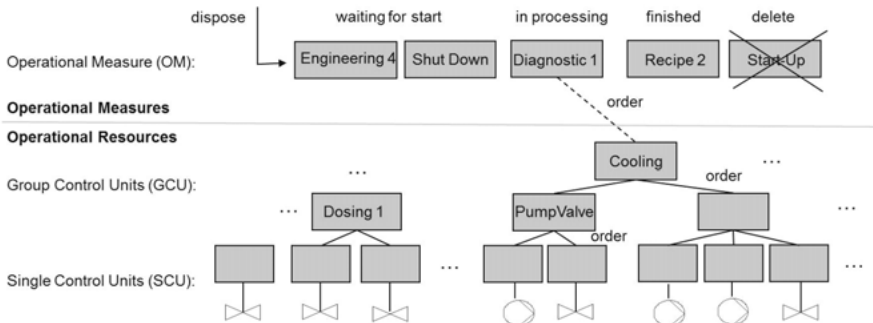 dispose waiting for start in processing finished delete
Operational Measure (OM): Engineering 4 Shut Down Diagnostic 1 Recipe 2 Start-Up
order
Operational Measures
Operational Resources
Cooling ...
Group Control Units (GCU): ... order
... Dosing 1 PumpValve ...
order
Single Control Units (SCU): ... ...